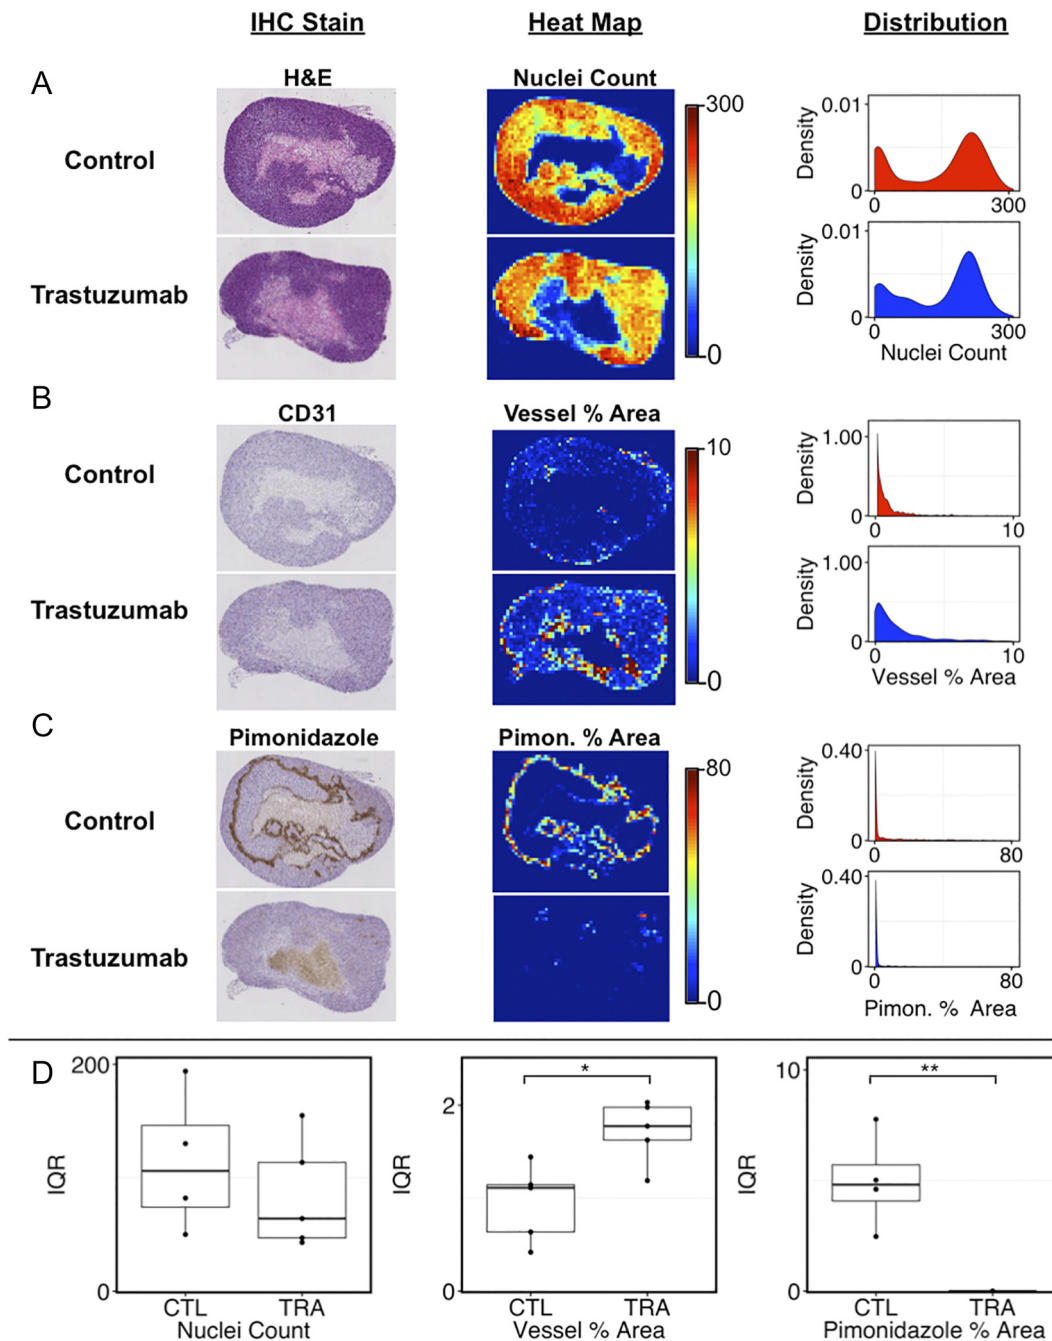 IHC Stain Heat Map Distribution
A
H&E Nuclei Count
Control
300
0
0.01
0
Density
0 300
Trastuzumab
0.01
0
Density
0 300
Nuclei Count
B
CD31 Vessel % Area
Control
10
0
1.00
0
Density
0 10
Trastuzumab
1.00
0
Density
0 10
Vessel % Area
C
Pimonidazole Pimon. % Area
Control
80
0
0.40
0
Density
0 80
Trastuzumab
0.40
0
Density
0 80
Pimon. % Area
D
200
0
IQR
CTL TRA
Nuclei Count
*
2
0
IQR
CTL TRA
Vessel % Area
**
10
0
IQR
CTL TRA
Pimonidazole % Area